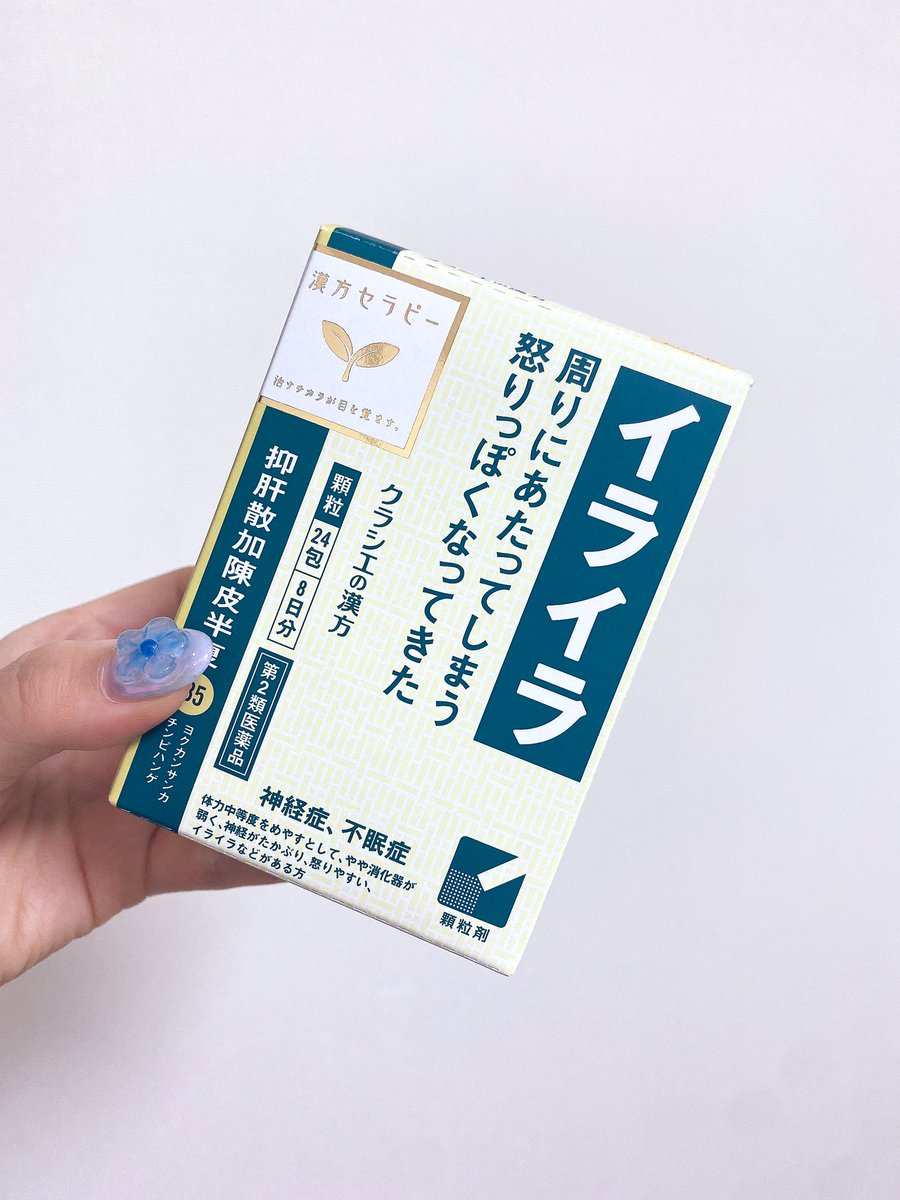 イライラ
周りにあたってしまう
怒りっぽくなってきた
クラシエの漢方
漢方セラピー
治すチカラが目を覚ます。
顆粒 24包 8日分
第2類医薬品
抑肝散加陳皮半夏
35
ヨクカンサンカ
チンピハンゲ
神経症、不眠症
体力中等度をめやすとして、やや消化器が
弱く、神経がたかぶり、怒りやすい、
イライラなどがある方
顆粒剤